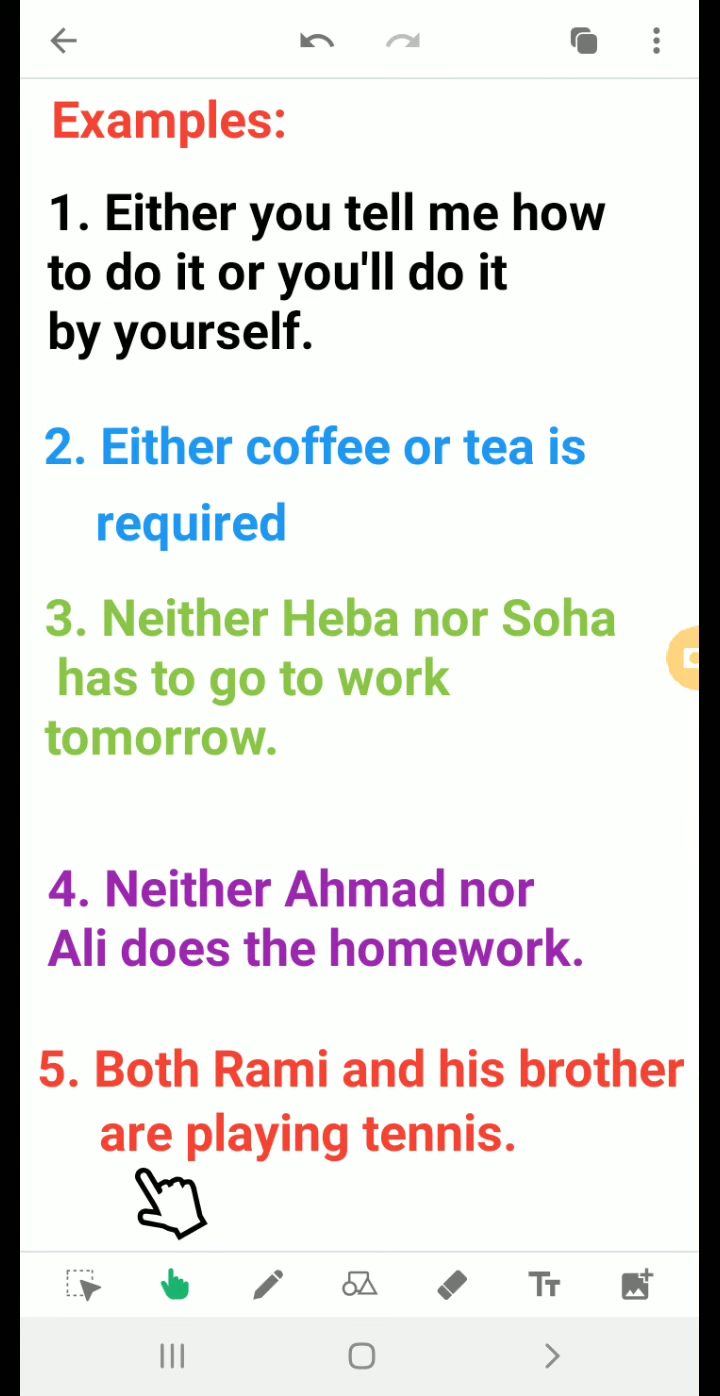 Examples:
1. Either you tell me how
to do it or you'll do it
by yourself.
2. Either coffee or tea is
required
3. Neither Heba nor Soha
has to go to work
tomorrow.
4. Neither Ahmad nor
Ali does the homework.
5. Both Rami and his brother
are playing tennis.
TT